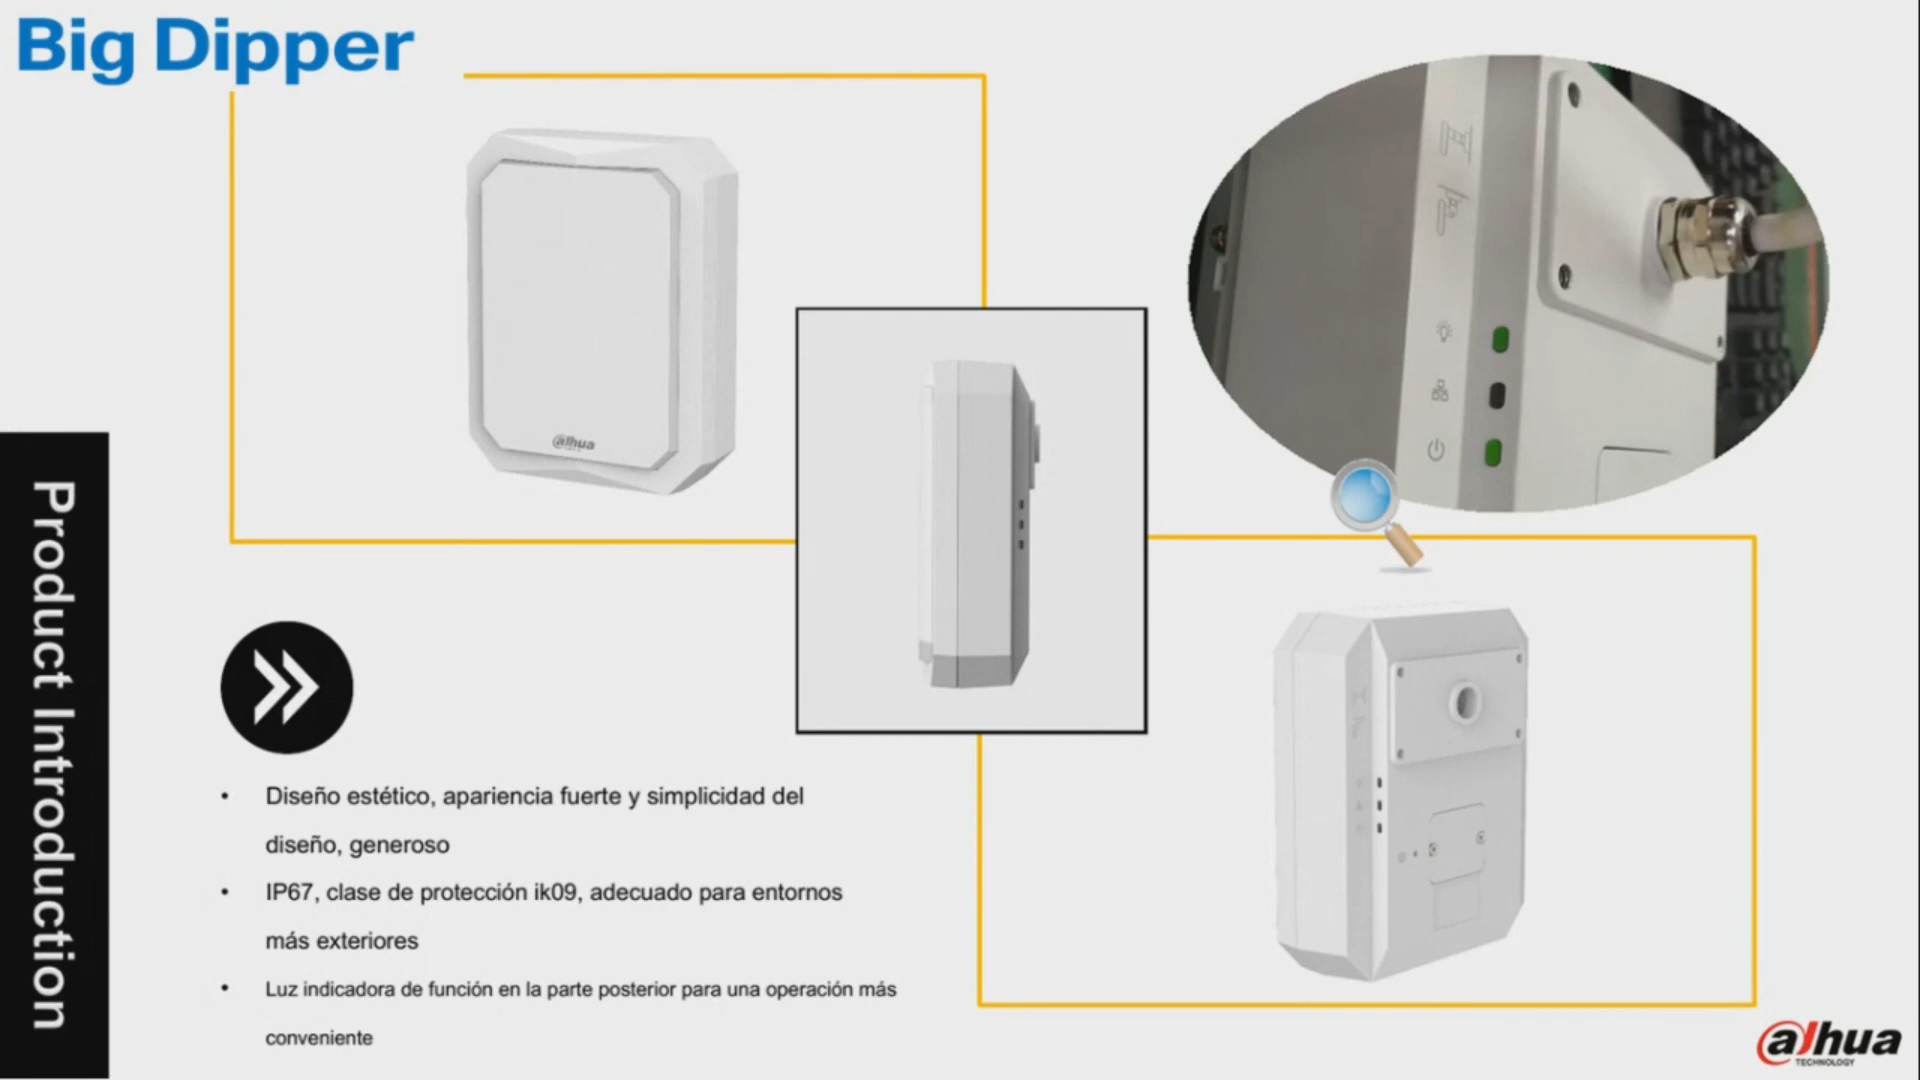 Big Dipper
alhua
Product Introduction
• Diseño estético, apariencia fuerte y simplicidad del
diseño, generoso
• IP67, clase de protección ik09, adecuado para entornos
más exteriores
• Luz indicadora de función en la parte posterior para una operación más
conveniente
alhua
TECHNOLOGY